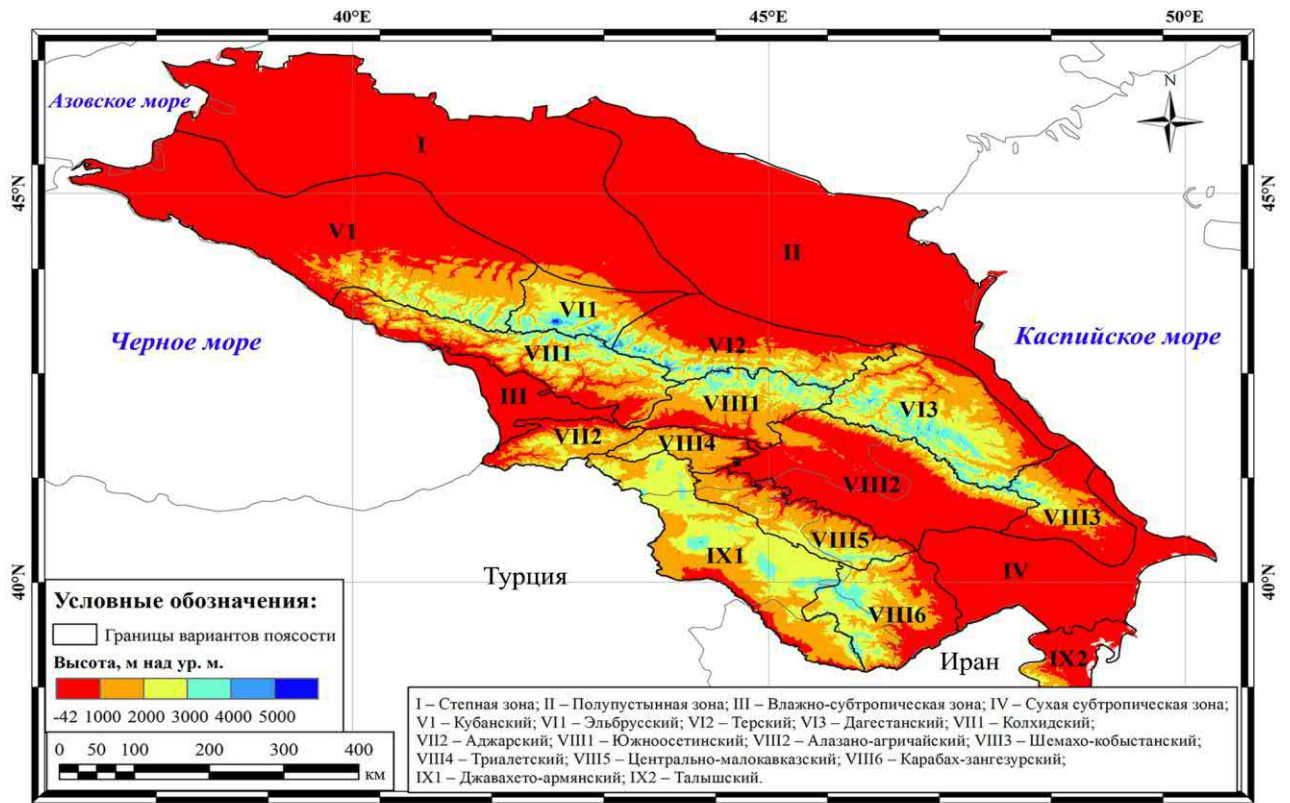 40°E 45°E 50°E
Азовское море
N
I
45°N 45°N
V1
II
VI1
Черное море
Каспийское море
VI2
VIII1
VI3
III
VIII1
VII2
VIII4
VIII2
VIII3
VIII5
IX1
IV
Турция
40°N 40°N
VIII6
Иран
IX2
Условные обозначения:
Границы вариантов поясости
Высота, м над ур. м.
-42 1000 2000 3000 4000 5000
0 50 100 200 300 400
км
I – Степная зона; II – Полупустынная зона; III – Влажно-субтропическая зона; IV – Сухая субтропическая зона;
V1 – Кубанский; VI1 – Эльбрусский; VI2 – Терский; VI3 – Дагестанский; VII1 – Колхидский;
VII2 – Аджарский; VIII1 – Южноосетинский; VIII2 – Алазано-агричайский; VIII3 – Шемахо-кобыстанский;
VIII4 – Триалетский; VIII5 – Центрально-малокавказский; VIII6 – Карабах-зангезурский;
IX1 – Джавахето-армянский; IX2 – Талышский.